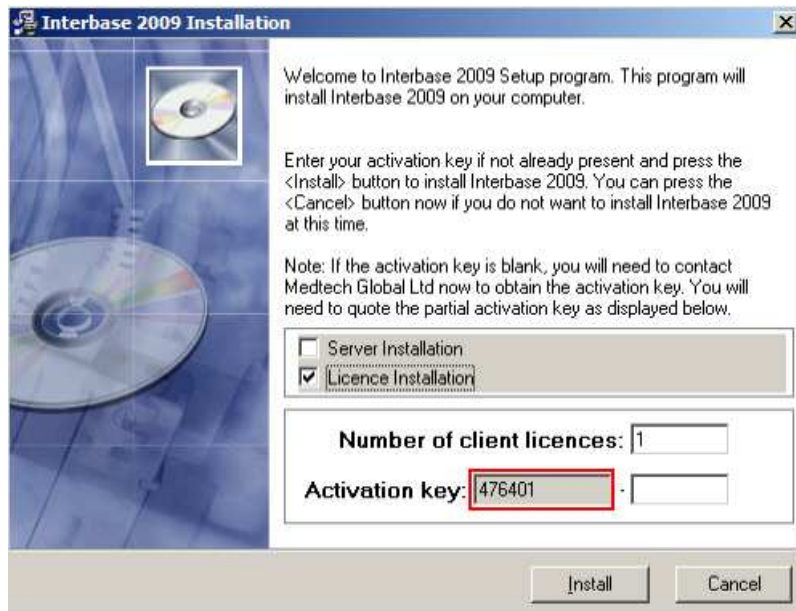 Interbase 2009 Installation
Welcome to Interbase 2009 Setup program. This program will
install Interbase 2009 on your computer.
Enter your activation key if not already present and press the
<Install> button to install Interbase 2009. You can press the
<Cancel> button now if you do not want to install Interbase 2009
at this time.
Note: If the activation key is blank, you will need to contact
Medtech Global Ltd now to obtain the activation key. You will
need to quote the partial activation key as displayed below.
Server Installation
Licence Installation
Number of client licences: 1
Activation key: 476401 -
Install Cancel